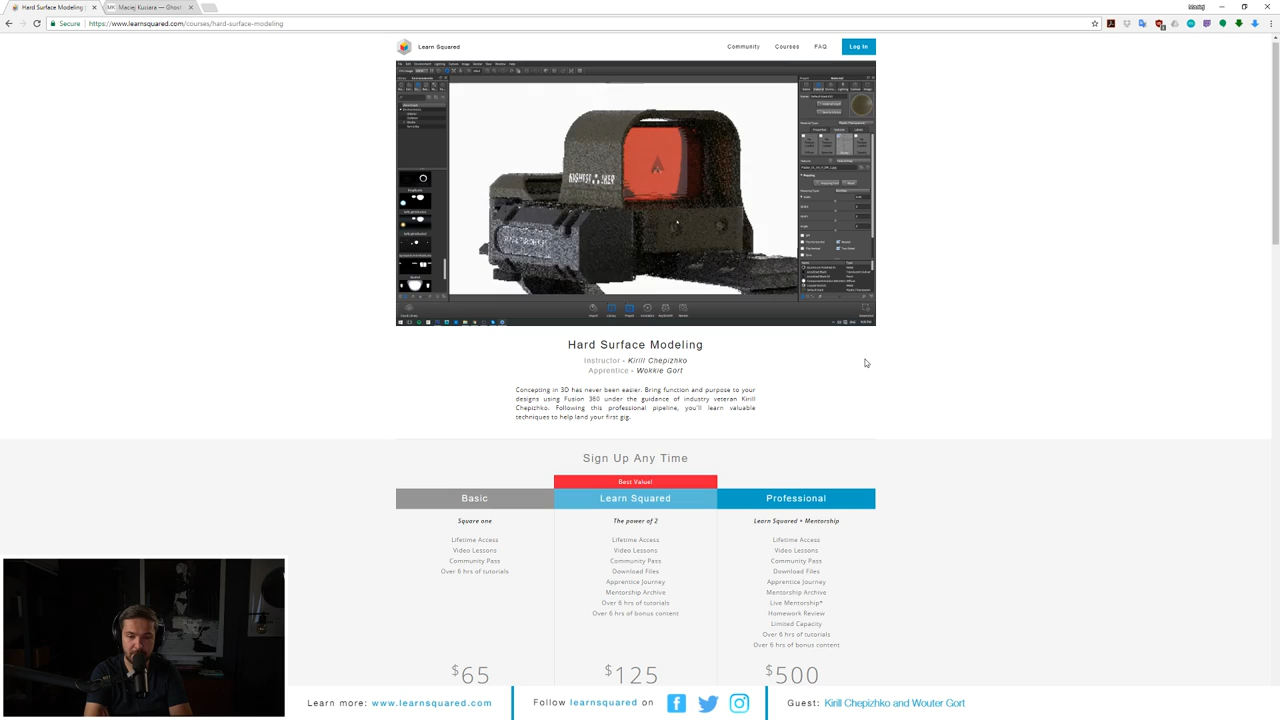 Hard Surface Modeling
Maciej Kuciara — Ghost
Maciej
Secure
https://www.learnsquared.com/courses/hard-surface-modeling
Learn Squared
Community
Courses
FAQ
Log In
Hard Surface Modeling
Instructor - Kirill Chepizhko
Apprentice - Wokkie Gort
Concepting in 3D has never been easier. Bring function and purpose to your
designs using Fusion 360 under the guidance of industry veteran Kirill
Chepizhko. Following this professional pipeline, you'll learn valuable
techniques to help land your first gig.
Sign Up Any Time
Best Value!
Basic
Learn Squared
Professional
Square one
The power of 2
Learn Squared + Mentorship
Lifetime Access
Video Lessons
Community Pass
Over 6 hrs of tutorials
Lifetime Access
Video Lessons
Community Pass
Download Files
Apprentice Journey
Mentorship Archive
Over 6 hrs of tutorials
Over 6 hrs of bonus content
Lifetime Access
Video Lessons
Community Pass
Download Files
Apprentice Journey
Mentorship Archive
Live Mentorship*
Homework Review
Limited Capacity
Over 6 hrs of tutorials
Over 6 hrs of bonus content
$65
$125
$500
Learn more: www.learnsquared.com
Follow learnsquared on
Guest: Kirill Chepizhko and Wouter Gort